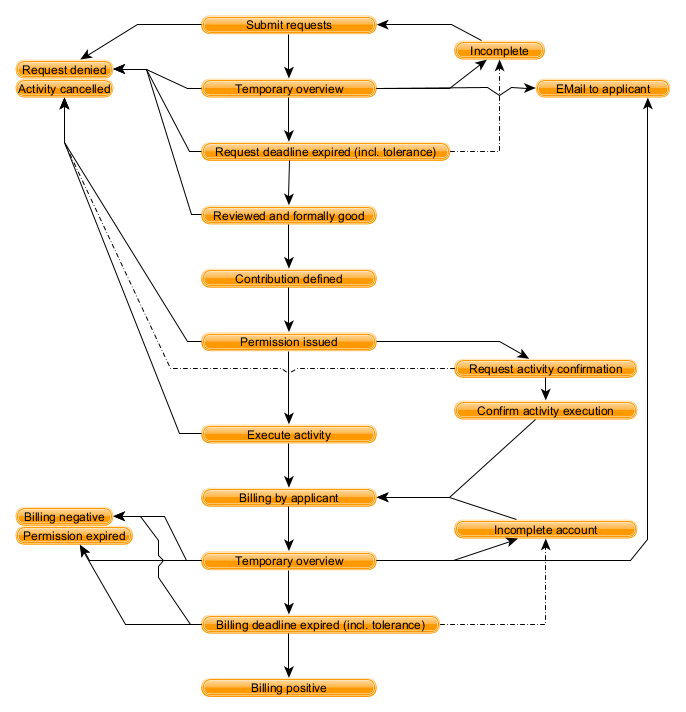 Submit requests
Incomplete
Request denied
Activity cancelled
Temporary overview
EMail to applicant
Request deadline expired (incl. tolerance)
Reviewed and formally good
Contribution defined
Permission issued
Request activity confirmation
Confirm activity execution
Execute activity
Billing by applicant
Billing negative
Permission expired
Incomplete account
Temporary overview
Billing deadline expired (incl. tolerance)
Billing positive